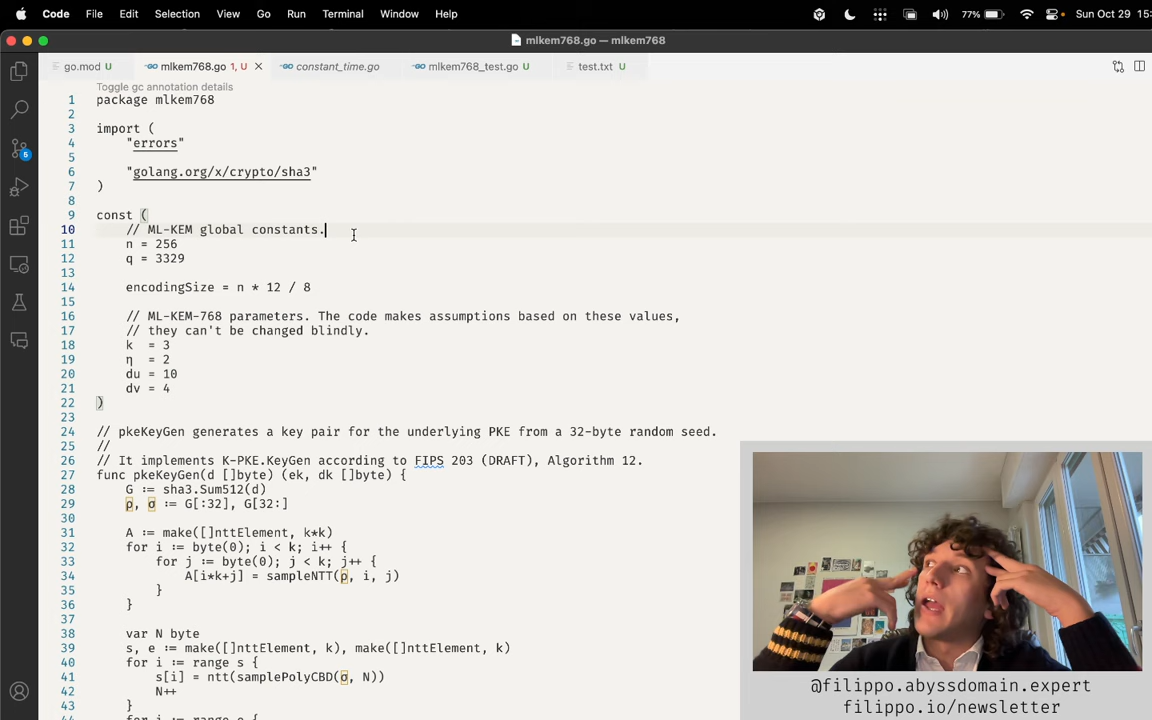 Code File Edit Selection View Go Run Terminal Window Help 77% Sun Oct 29 15:
mlkem768.go — mlkem768
go.mod U mlkem768.go 1, U constant_time.go mlkem768_test.go U test.txt U
Toggle gc annotation details
1 package mlkem768
2
3 import (
4 "errors"
5
6 "golang.org/x/crypto/sha3"
7 )
8
9 const (
10 // ML-KEM global constants.
11 n = 256
12 q = 3329
13
14 encodingSize = n * 12 / 8
15
16 // ML-KEM-768 parameters. The code makes assumptions based on these values,
17 // they can't be changed blindly.
18 k = 3
19 η = 2
20 du = 10
21 dv = 4
22 )
23
24 // pkeKeyGen generates a key pair for the underlying PKE from a 32-byte random seed.
25 //
26 // It implements K-PKE.KeyGen according to FIPS 203 (DRAFT), Algorithm 12.
27 func pkeKeyGen(d []byte) (ek, dk []byte) {
28 G := sha3.Sum512(d)
29 ρ, σ := G[:32], G[32:]
30
31 A := make([]nttElement, k*k)
32 for i := byte(0); i < k; i++ {
33 for j := byte(0); j < k; j++ {
34 A[i*k+j] = sampleNTT(ρ, i, j)
35 }
36 }
37
38 var N byte
39 s, e := make([]nttElement, k), make([]nttElement, k)
40 for i := range s {
41 s[i] = ntt(samplePolyCBD(σ, N))
42 N++
43 }
44 for i := range e {
5
@filippo.abyssdomain.expert
filippo.io/newsletter